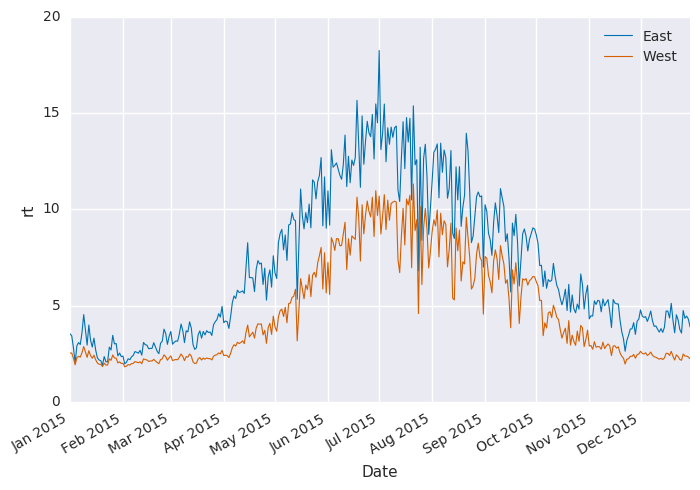 20
East
West
15
rt
10
5
0
Jan 2015
Feb 2015
Mar 2015
Apr 2015
May 2015
Jun 2015
Jul 2015
Aug 2015
Sep 2015
Oct 2015
Nov 2015
Dec 2015
Date